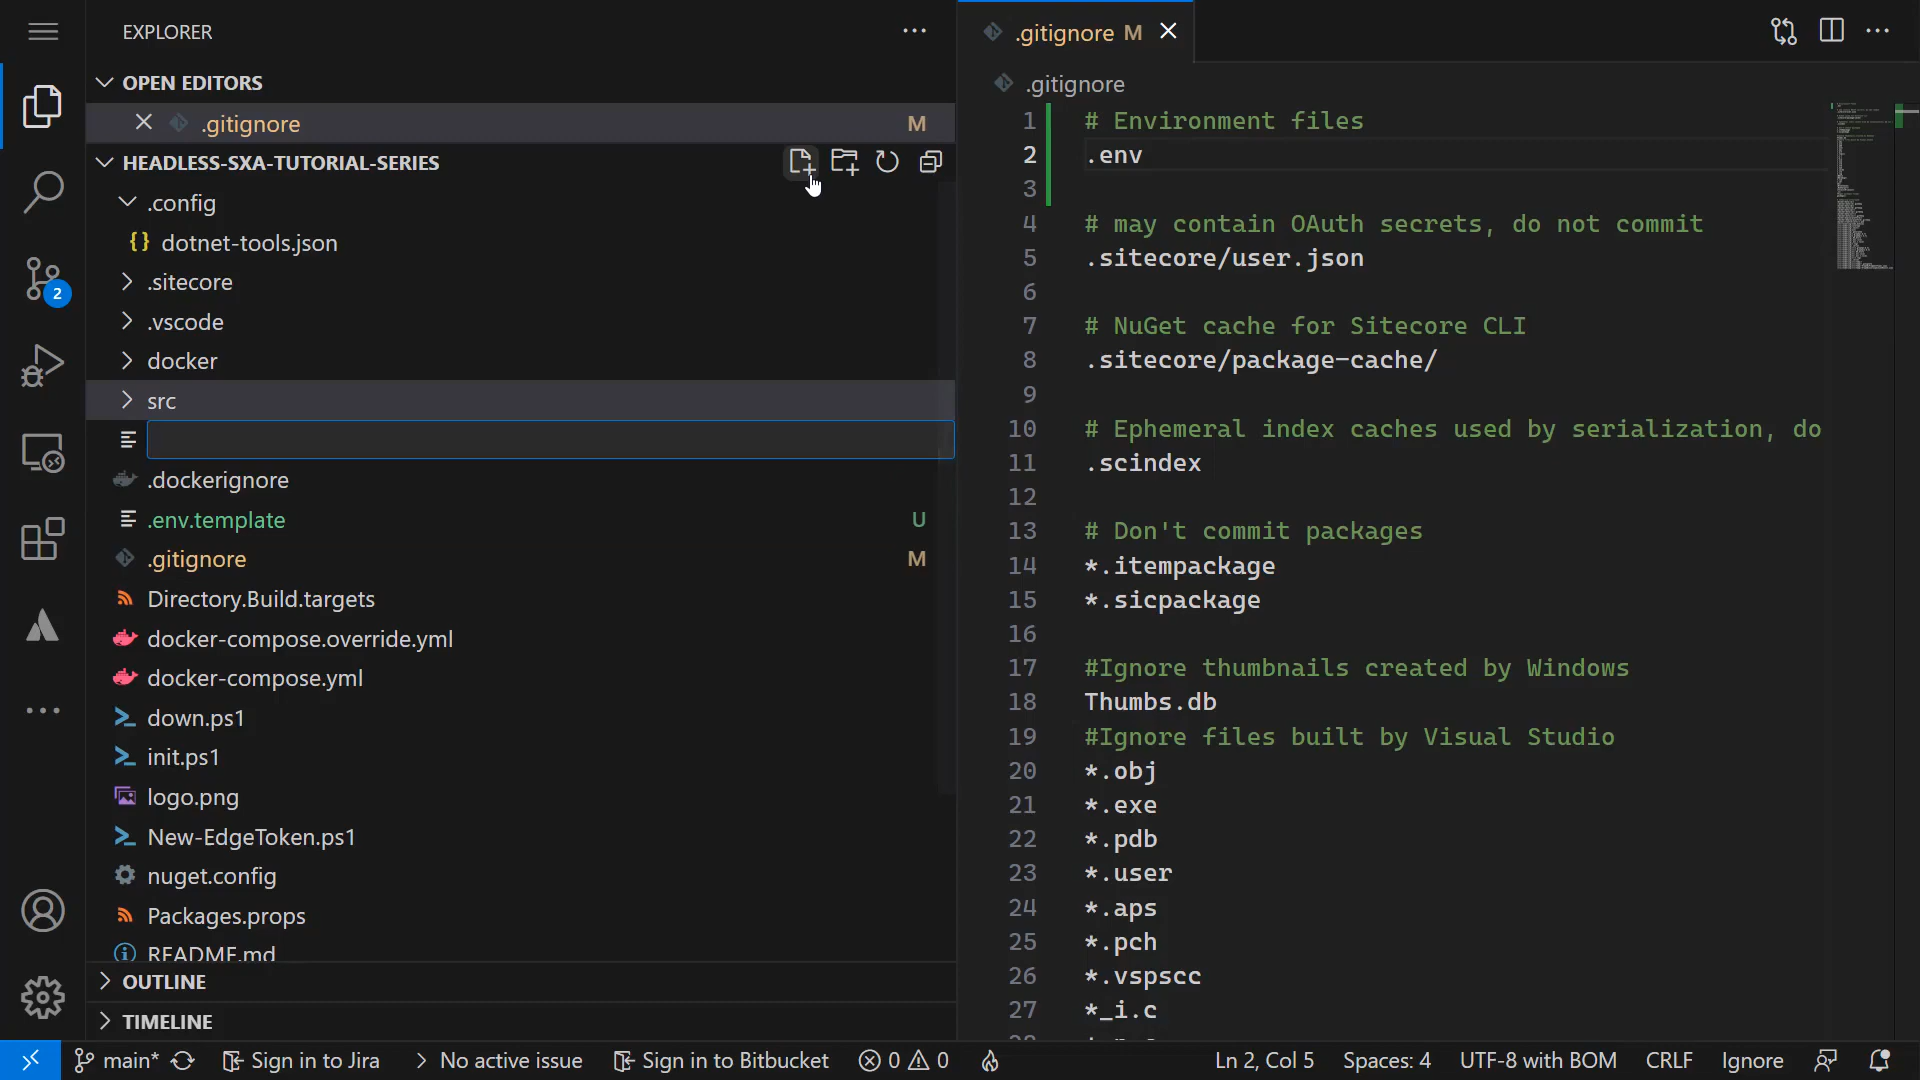 EXPLORER
OPEN EDITORS
.gitignore M
HEADLESS-SXA-TUTORIAL-SERIES
.config
{} dotnet-tools.json
.sitecore
.vscode
docker
src
.dockerignore
.env.template U
.gitignore M
Directory.Build.targets
docker-compose.override.yml
docker-compose.yml
down.ps1
init.ps1
logo.png
New-EdgeToken.ps1
nuget.config
Packages.props
README.md
OUTLINE
TIMELINE
2
.gitignore M
.gitignore
1 # Environment files
2 .env
3
4 # may contain OAuth secrets, do not commit
5 .sitecore/user.json
6
7 # NuGet cache for Sitecore CLI
8 .sitecore/package-cache/
9
10 # Ephemeral index caches used by serialization, do
11 .scindex
12
13 # Don't commit packages
14 *.itempackage
15 *.sicpackage
16
17 #Ignore thumbnails created by Windows
18 Thumbs.db
19 #Ignore files built by Visual Studio
20 *.obj
21 *.exe
22 *.pdb
23 *.user
24 *.aps
25 *.pch
26 *.vspscc
27 *_i.c
main* Sign in to Jira No active issue Sign in to Bitbucket 0 0 Ln 2, Col 5 Spaces: 4 UTF-8 with BOM CRLF Ignore